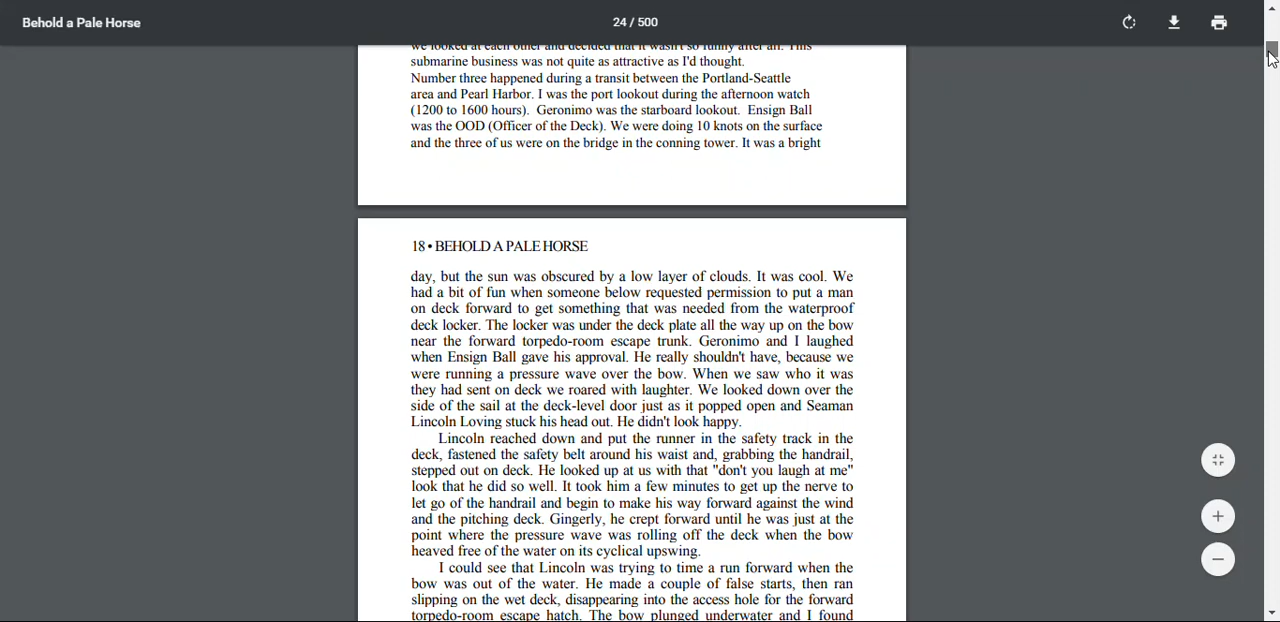 Behold a Pale Horse
24 / 500
we looked at each other and decided that it wasn't so funny after all. This
submarine business was not quite as attractive as I'd thought.
Number three happened during a transit between the Portland-Seattle
area and Pearl Harbor. I was the port lookout during the afternoon watch
(1200 to 1600 hours). Geronimo was the starboard lookout. Ensign Ball
was the OOD (Officer of the Deck). We were doing 10 knots on the surface
and the three of us were on the bridge in the conning tower. It was a bright
18 • BEHOLD A PALE HORSE
day, but the sun was obscured by a low layer of clouds. It was cool. We
had a bit of fun when someone below requested permission to put a man
on deck forward to get something that was needed from the waterproof
deck locker. The locker was under the deck plate all the way up on the bow
near the forward torpedo-room escape trunk. Geronimo and I laughed
when Ensign Ball gave his approval. He really shouldn't have, because we
were running a pressure wave over the bow. When we saw who it was
they had sent on deck we roared with laughter. We looked down over the
side of the sail at the deck-level door just as it popped open and Seaman
Lincoln Loving stuck his head out. He didn't look happy.
Lincoln reached down and put the runner in the safety track in the
deck, fastened the safety belt around his waist and, grabbing the handrail,
stepped out on deck. He looked up at us with that "don't you laugh at me"
look that he did so well. It took him a few minutes to get up the nerve to
let go of the handrail and begin to make his way forward against the wind
and the pitching deck. Gingerly, he crept forward until he was just at the
point where the pressure wave was rolling off the deck when the bow
heaved free of the water on its cyclical upswing.
I could see that Lincoln was trying to time a run forward when the
bow was out of the water. He made a couple of false starts, then ran
slipping on the wet deck, disappearing into the access hole for the forward
torpedo-room escape hatch. The bow plunged underwater and I found